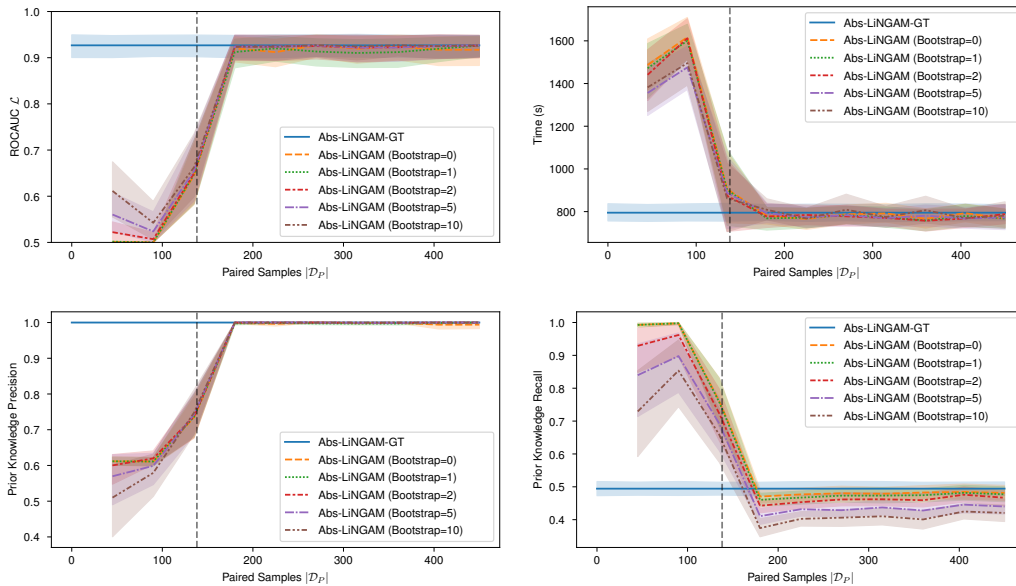 ROCAUC ℒ
1.0
0.9
0.8
0.7
0.6
0.5
0
100
200
300
400
Paired Samples |𝒟_P|
Abs-LiNGAM-GT
Abs-LiNGAM (Bootstrap=0)
Abs-LiNGAM (Bootstrap=1)
Abs-LiNGAM (Bootstrap=2)
Abs-LiNGAM (Bootstrap=5)
Abs-LiNGAM (Bootstrap=10)
Time (s)
1600
1400
1200
1000
800
0
100
200
300
400
Paired Samples |𝒟_P|
Abs-LiNGAM-GT
Abs-LiNGAM (Bootstrap=0)
Abs-LiNGAM (Bootstrap=1)
Abs-LiNGAM (Bootstrap=2)
Abs-LiNGAM (Bootstrap=5)
Abs-LiNGAM (Bootstrap=10)
Prior Knowledge Precision
1.0
0.9
0.8
0.7
0.6
0.5
0.4
0
100
200
300
400
Paired Samples |𝒟_P|
Abs-LiNGAM-GT
Abs-LiNGAM (Bootstrap=0)
Abs-LiNGAM (Bootstrap=1)
Abs-LiNGAM (Bootstrap=2)
Abs-LiNGAM (Bootstrap=5)
Abs-LiNGAM (Bootstrap=10)
Prior Knowledge Recall
1.0
0.9
0.8
0.7
0.6
0.5
0.4
0
100
200
300
400
Paired Samples |𝒟_P|
Abs-LiNGAM-GT
Abs-LiNGAM (Bootstrap=0)
Abs-LiNGAM (Bootstrap=1)
Abs-LiNGAM (Bootstrap=2)
Abs-LiNGAM (Bootstrap=5)
Abs-LiNGAM (Bootstrap=10)